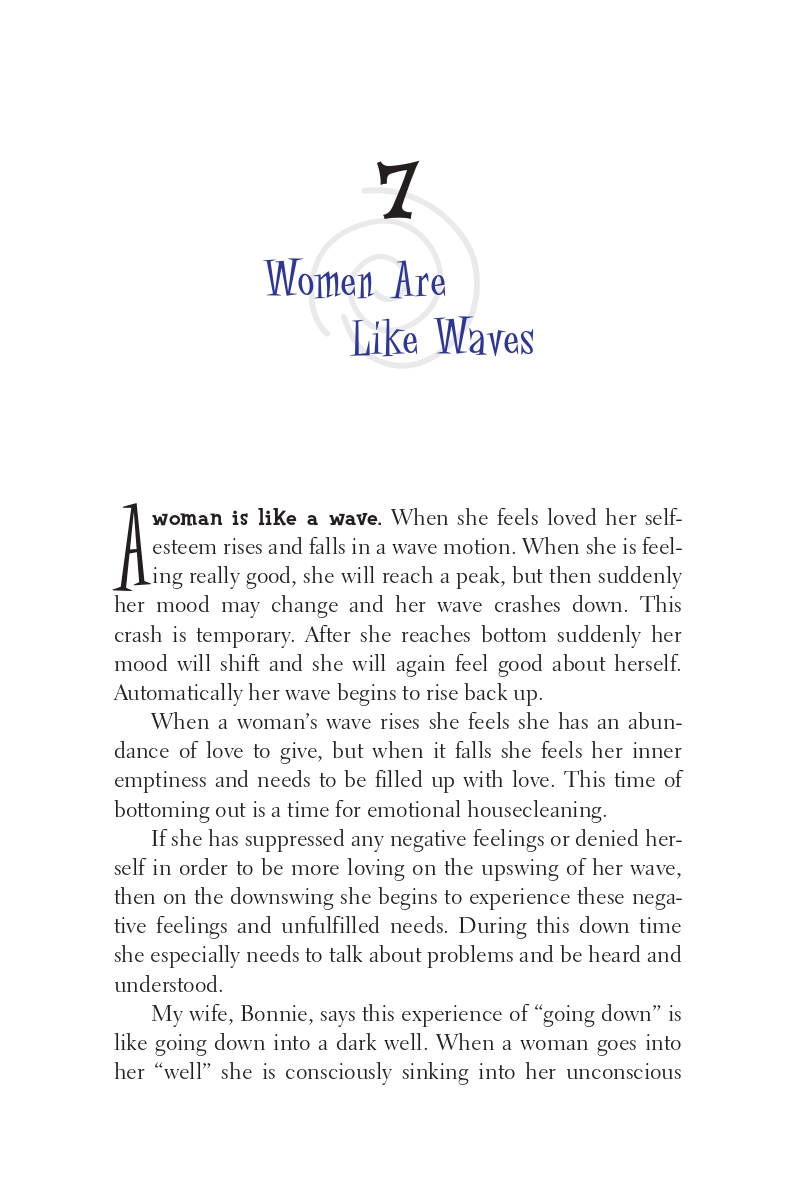 7
Women Are
Like Waves
A woman is like a wave. When she feels loved her self-
esteem rises and falls in a wave motion. When she is feel-
ing really good, she will reach a peak, but then suddenly
her mood may change and her wave crashes down. This
crash is temporary. After she reaches bottom suddenly her
mood will shift and she will again feel good about herself.
Automatically her wave begins to rise back up.
When a woman’s wave rises she feels she has an abun-
dance of love to give, but when it falls she feels her inner
emptiness and needs to be filled up with love. This time of
bottoming out is a time for emotional housecleaning.
If she has suppressed any negative feelings or denied her-
self in order to be more loving on the upswing of her wave,
then on the downswing she begins to experience these nega-
tive feelings and unfulfilled needs. During this down time
she especially needs to talk about problems and be heard and
understood.
My wife, Bonnie, says this experience of “going down” is
like going down into a dark well. When a woman goes into
her “well” she is consciously sinking into her unconscious